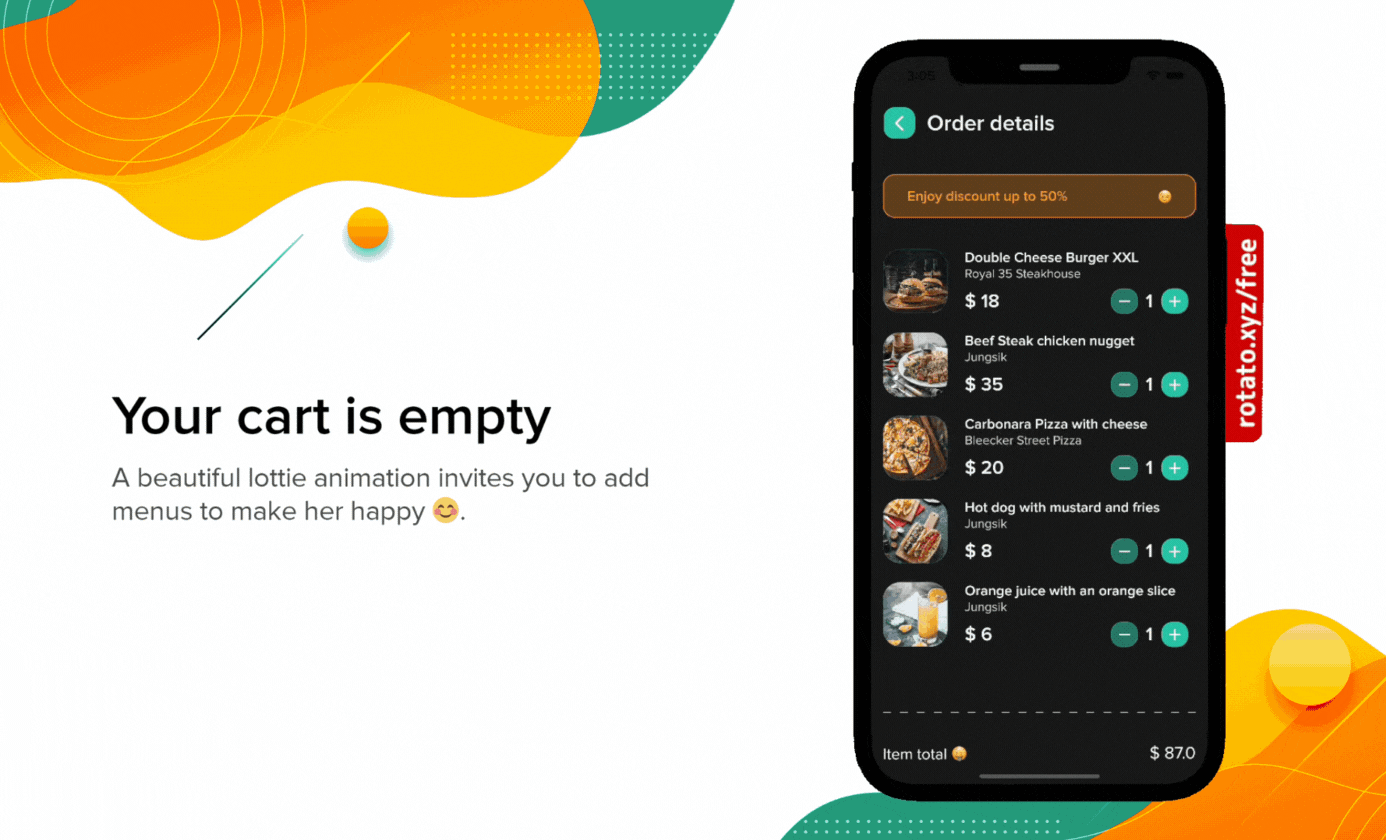 Your cart is empty
A beautiful lottie animation invites you to add
menus to make her happy 😊.
3:05
Order details
Enjoy discount up to 50%
Double Cheese Burger XXL
Royal 35 Steakhouse
$ 18
1
Beef Steak chicken nugget
Jungsik
$ 35
1
Carbonara Pizza with cheese
Bleecker Street Pizza
$ 20
1
Hot dog with mustard and fries
Jungsik
$ 8
1
Orange juice with an orange slice
Jungsik
$ 6
1
Item total 😄 $ 87.0
rotato.xyz/free